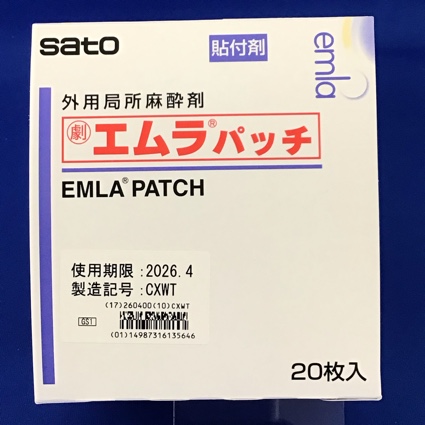 sato
貼付剤
emla
外用局所麻酔剤
劇 エムラ®パッチ
EMLA® PATCH
使用期限:2026.4
製造記号:CXWT
(17)260400(10)CXWT
GS1
(01)14987316135646
20枚入